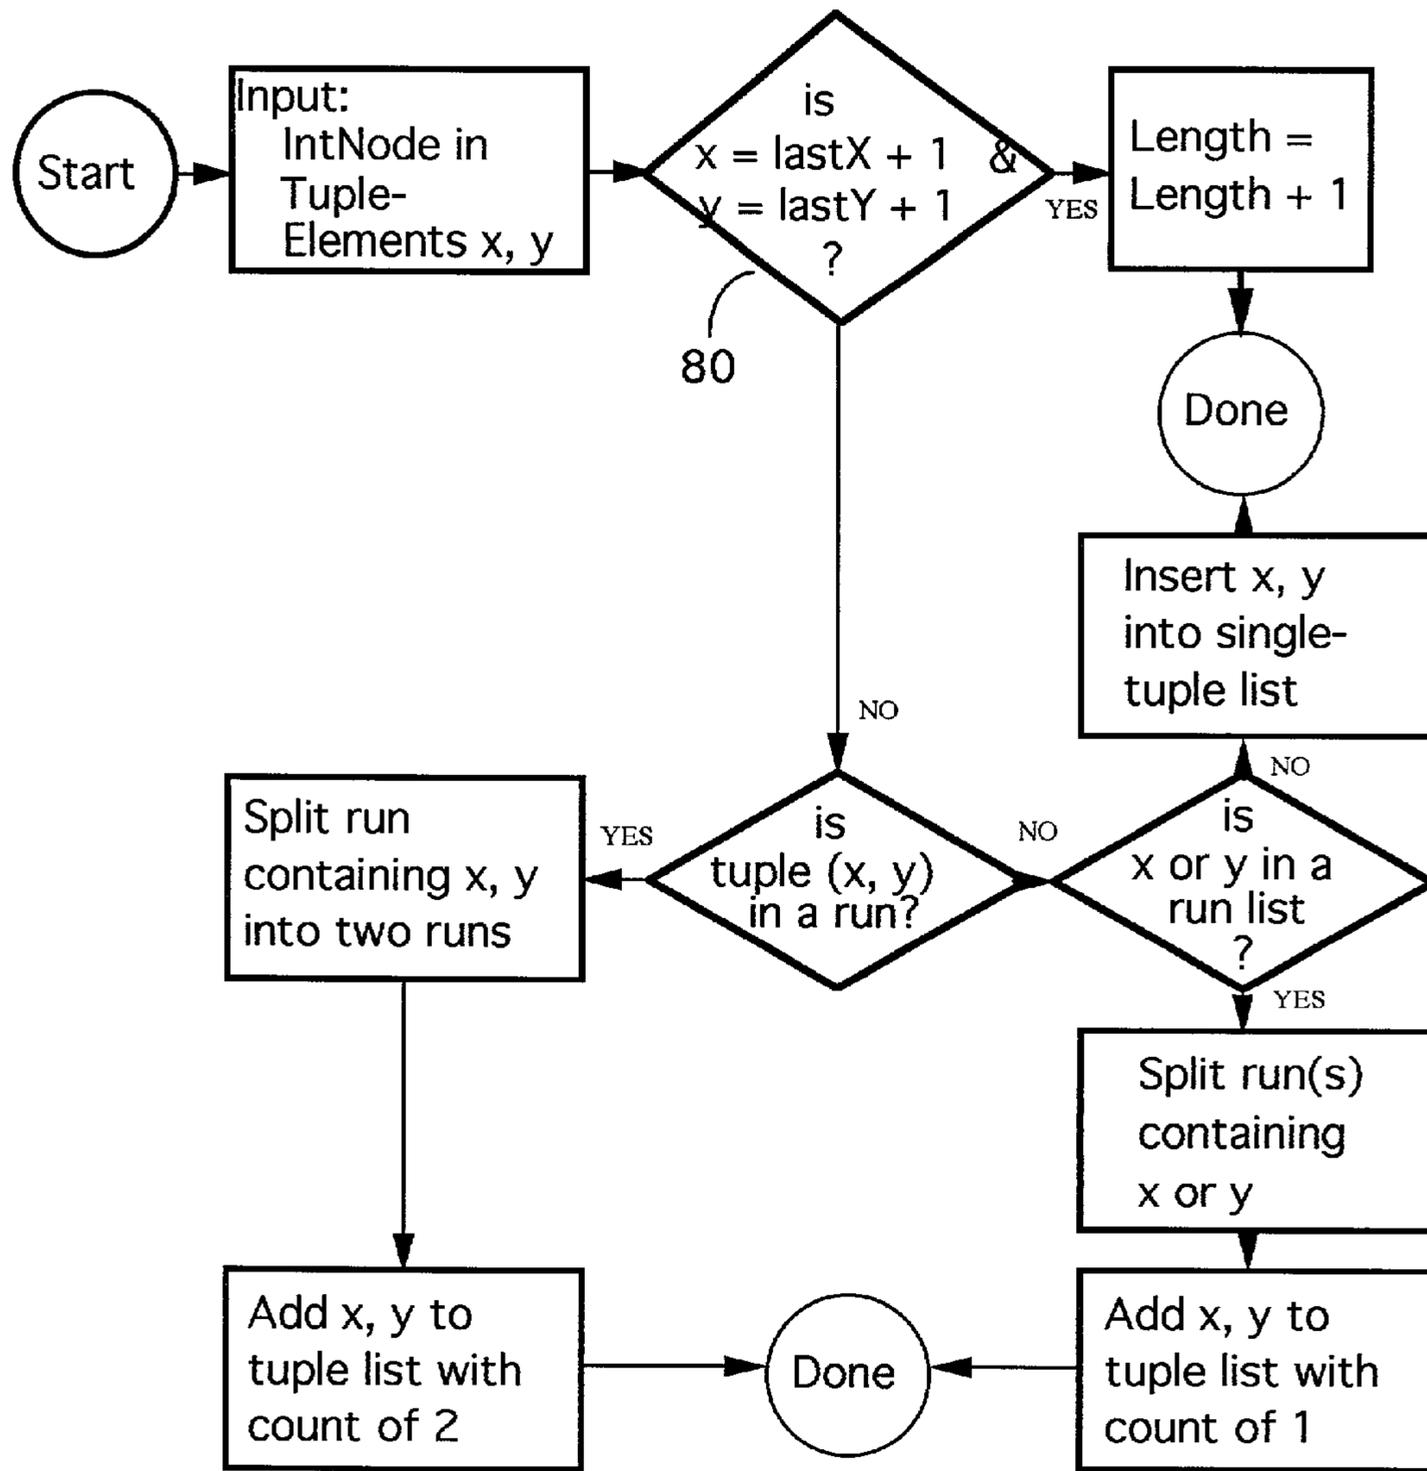 Start
Input:
IntNode in
Tuple-
Elements x, y
is
x = lastX + 1 &
y = lastY + 1
?
YES
Length =
Length + 1
80
Done
Insert x, y
into single-
tuple list
NO
NO
Split run
containing x, y
into two runs
YES
is
tuple (x, y)
in a run?
NO
is
x or y in a
run list
?
YES
Split run(s)
containing
x or y
Add x, y to
tuple list with
count of 2
Done
Add x, y to
tuple list with
count of 1